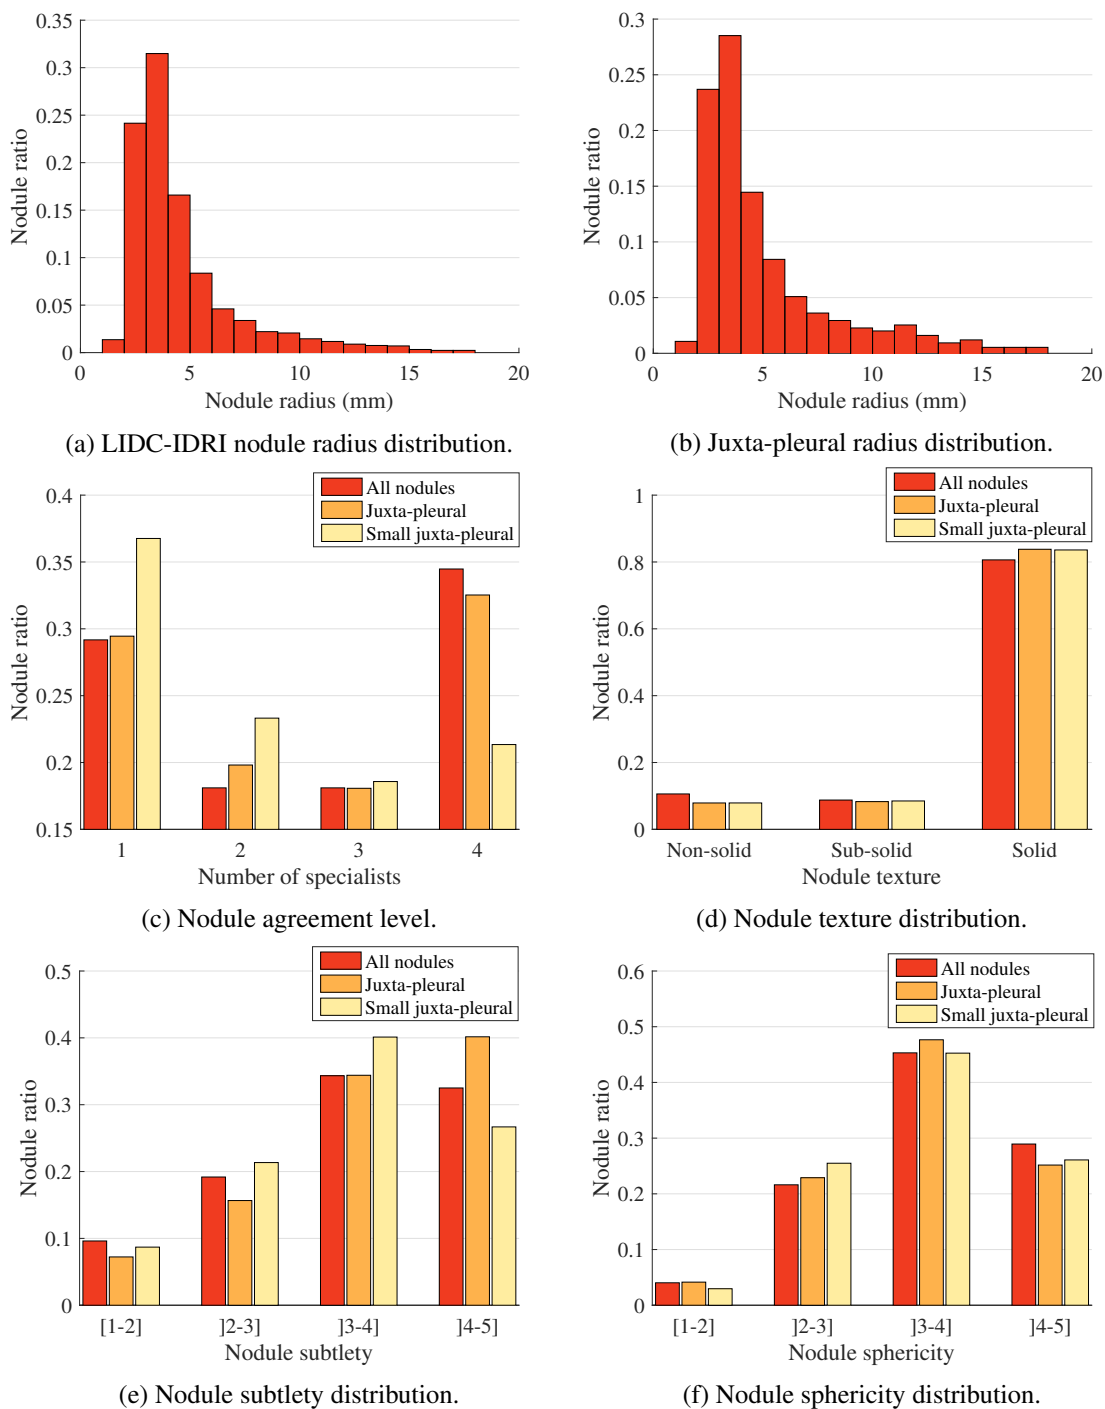 0.35
0.3
0.25
0.2
0.15
0.1
0.05
0
Nodule ratio
0 5 10 15 20
Nodule radius (mm)
(a) LIDC-IDRI nodule radius distribution.
0.3
0.25
0.2
0.15
0.1
0.05
0
Nodule ratio
0 5 10 15 20
Nodule radius (mm)
(b) Juxta-pleural radius distribution.
All nodules
Juxta-pleural
Small juxta-pleural
0.4
0.35
0.3
0.25
0.2
0.15
Nodule ratio
1 2 3 4
Number of specialists
(c) Nodule agreement level.
All nodules
Juxta-pleural
Small juxta-pleural
1
0.8
0.6
0.4
0.2
0
Nodule ratio
Non-solid Sub-solid Solid
Nodule texture
(d) Nodule texture distribution.
All nodules
Juxta-pleural
Small juxta-pleural
0.5
0.4
0.3
0.2
0.1
0
Nodule ratio
[1-2] ]2-3] ]3-4] ]4-5]
Nodule subtlety
(e) Nodule subtlety distribution.
All nodules
Juxta-pleural
Small juxta-pleural
0.6
0.5
0.4
0.3
0.2
0.1
0
Nodule ratio
[1-2] ]2-3] ]3-4] ]4-5]
Nodule sphericity
(f) Nodule sphericity distribution.